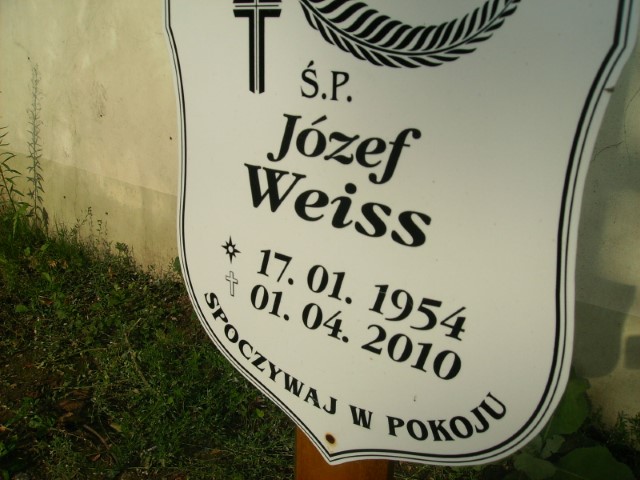 Ś.P.
Józef
Weiss
17. 01. 1954
01. 04. 2010
SPOCZYWAJ W POKOJU